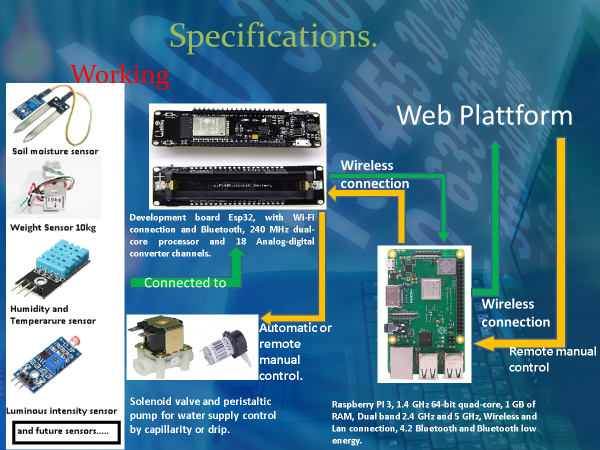 Specifications.
Working
Soil moisture sensor
10kg
Weight Sensor 10kg
Humidity and
Temperarure sensor
Luminous intensity sensor
and future sensors.....
Development board Esp32, with Wi-Fi
connection and Bluetooth, 240 MHz dual-
core processor and 18 Analog-digital
converter channels.
Connected to
Automatic or
remote
manual
control.
Solenoid valve and peristaltic
pump for water supply control
by capillarity or drip.
Wireless
connection
Web Plattform
Wireless
connection
Remote manual
control
Raspberry PI 3, 1.4 GHz 64-bit quad-core, 1 GB of
RAM, Dual band 2.4 GHz and 5 GHz, Wireless and
Lan connection, 4.2 Bluetooth and Bluetooth low
energy.